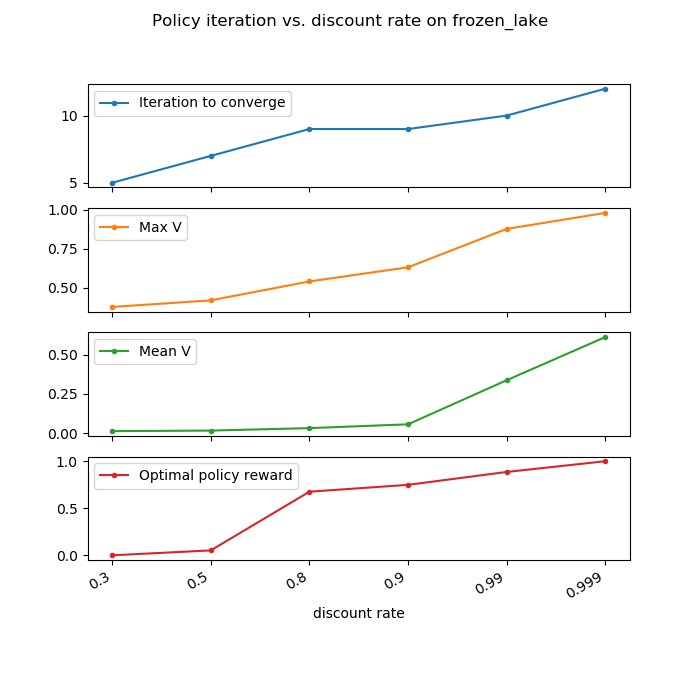 Policy iteration vs. discount rate on frozen_lake
Iteration to converge
10
5
Max V
1.00
0.75
0.50
Mean V
0.50
0.25
0.00
Optimal policy reward
1.0
0.5
0.0
0.3 0.5 0.8 0.9 0.99 0.999
discount rate